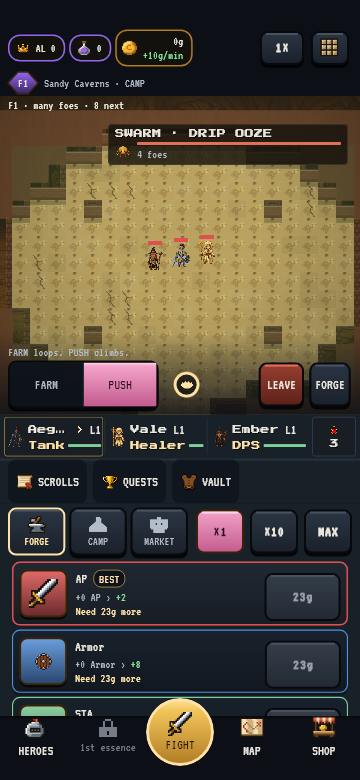 AL 0
0
0g
+10g/min
1X
F1
Sandy Caverns · CAMP
F1 · many foes · 8 next
SWARM · DRIP OOZE
4 foes
FARM loops. PUSH climbs.
FARM
PUSH
LEAVE
FORGE
Aeg… > L1
Tank
Vale L1
Healer
Ember L1
DPS
3
SCROLLS
QUESTS
VAULT
FORGE
CAMP
MARKET
X1
X10
MAX
AP BEST
+0 AP > +2
Need 23g more
23g
Armor
+0 Armor > +8
Need 23g more
23g
STA
HEROES
1st essence
FIGHT
MAP
SHOP